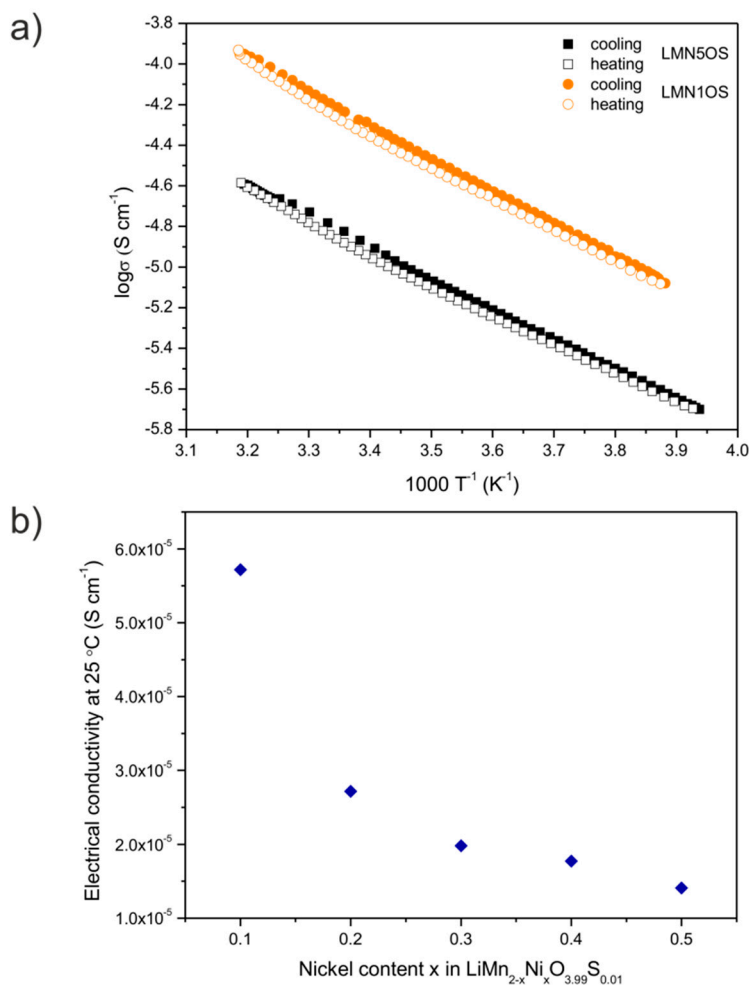 a)
-3.8
-4.0
-4.2
-4.4
-4.6
-4.8
-5.0
-5.2
-5.4
-5.6
-5.8
logσ (S cm⁻¹)
cooling LMN5OS
heating
cooling LMN1OS
heating
3.1 3.2 3.3 3.4 3.5 3.6 3.7 3.8 3.9 4.0
1000 T⁻¹ (K⁻¹)
b)
6.0x10⁻⁵
5.0x10⁻⁵
4.0x10⁻⁵
3.0x10⁻⁵
2.0x10⁻⁵
1.0x10⁻⁵
Electrical conductivity at 25 °C (S cm⁻¹)
0.1 0.2 0.3 0.4 0.5
Nickel content x in LiMn₂₋ₓNiₓO₃.₉₉S₀.₀₁